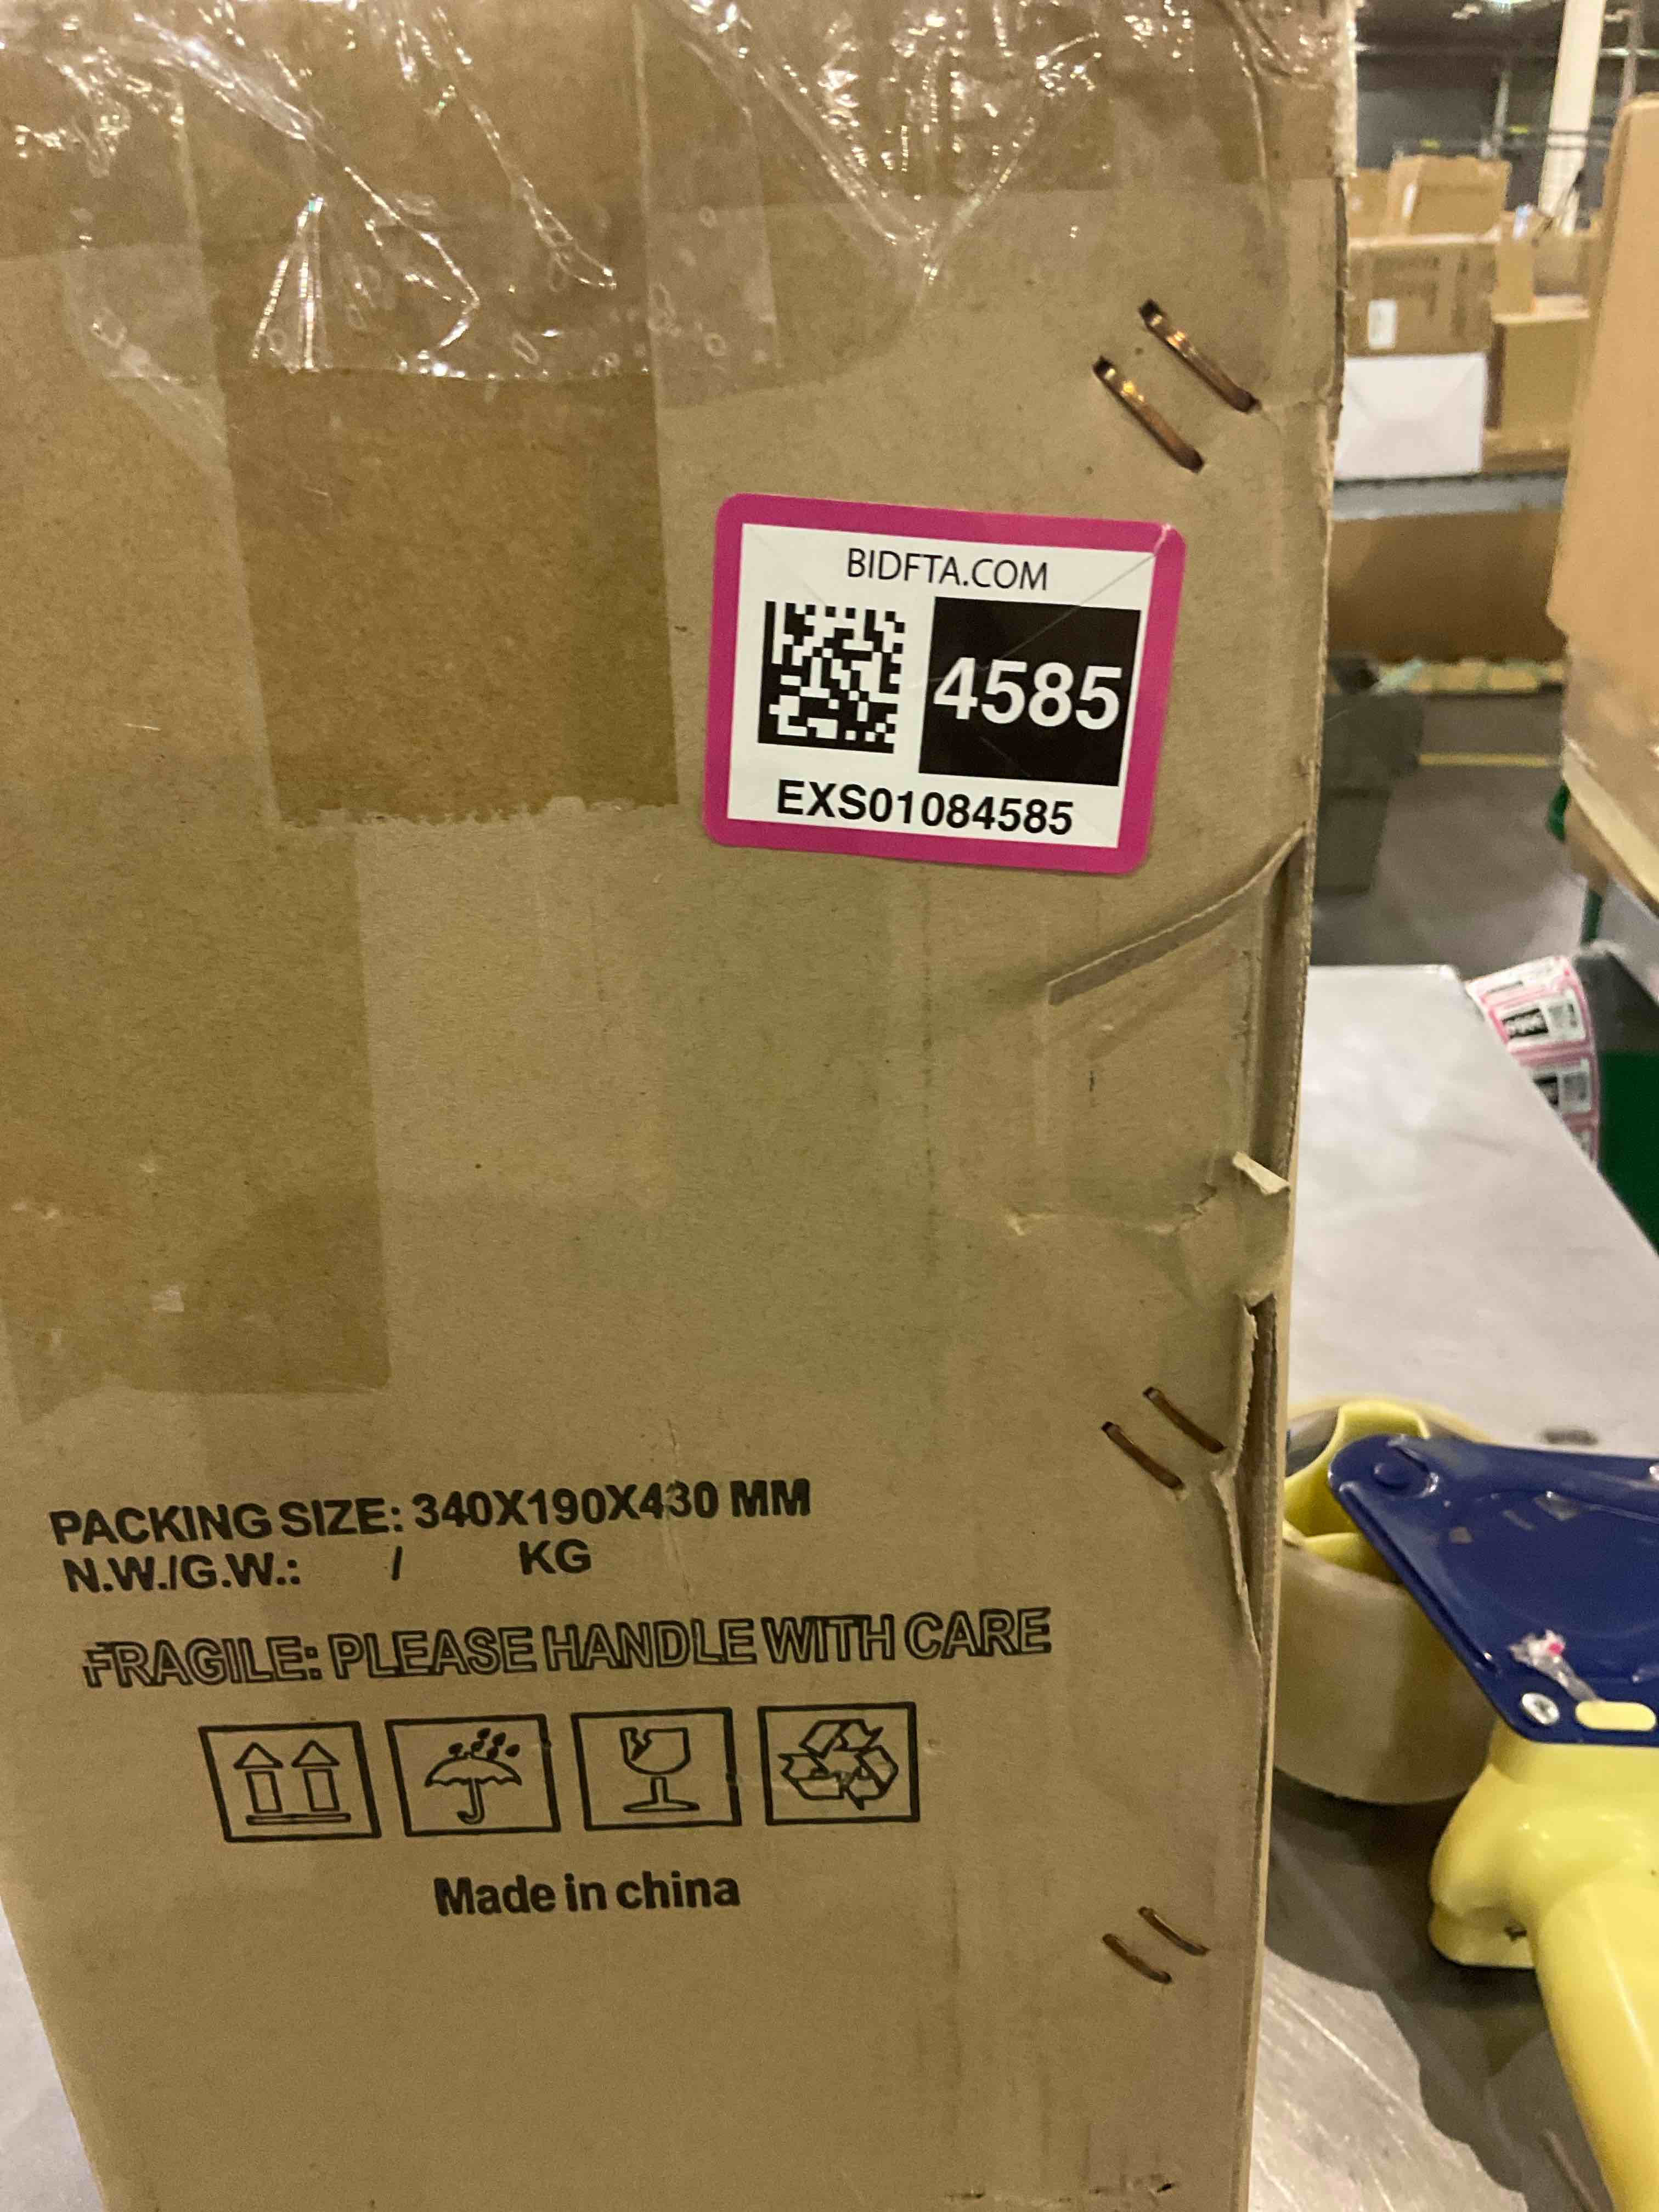 BIDFTA.COM
4585
EXS01084585
PACKING SIZE: 340X190X430 MM
N.W./G.W.: / KG
FRAGILE: PLEASE HANDLE WITH CARE
Made in china